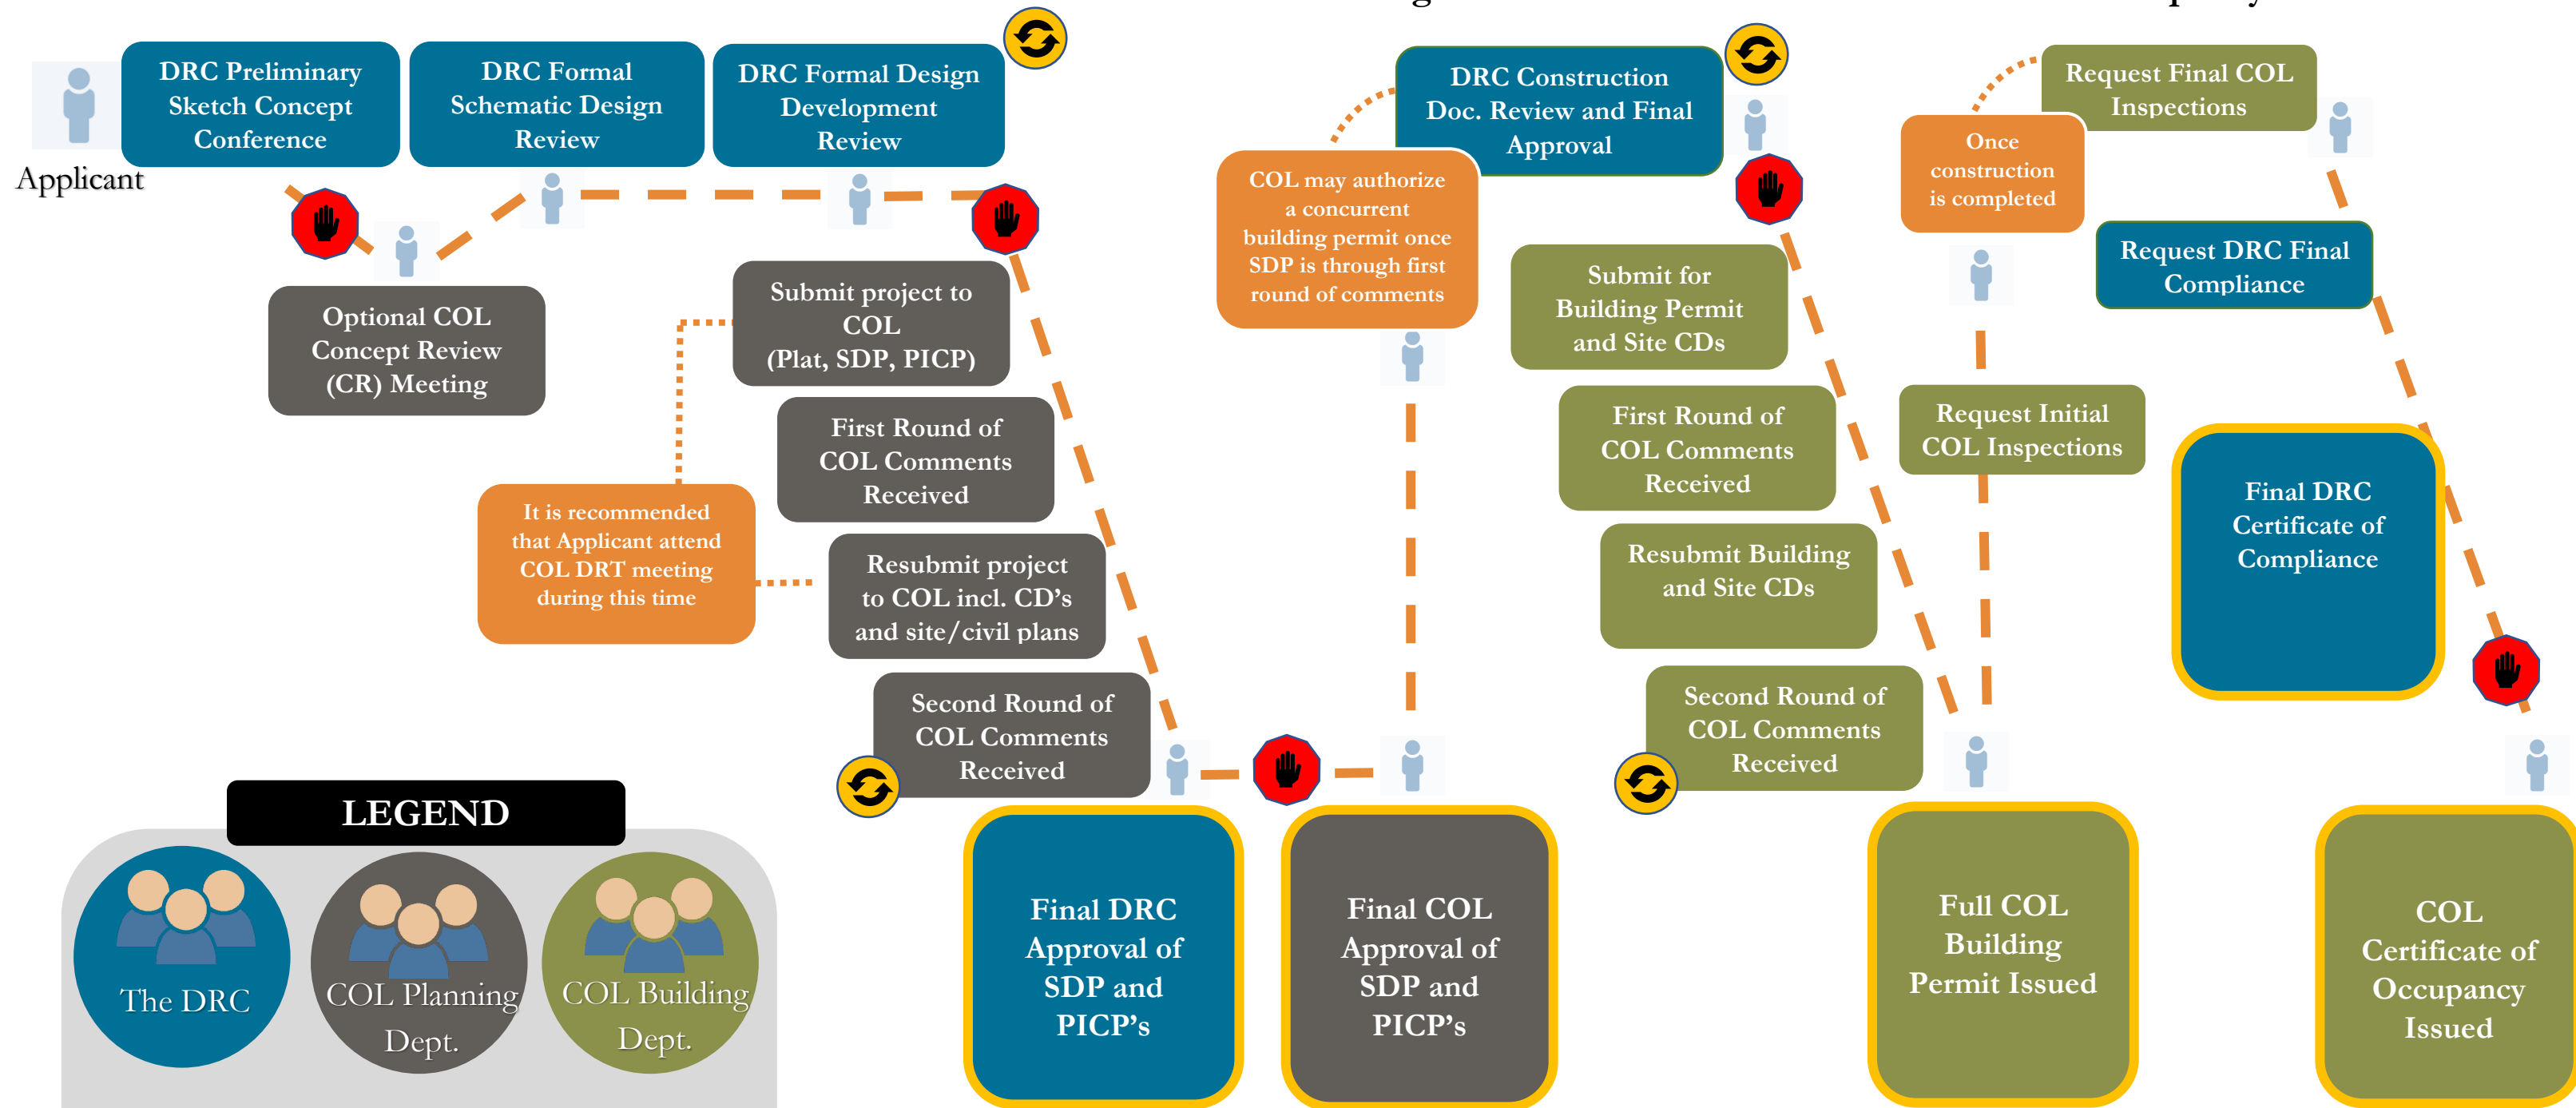 DRC Preliminary
Sketch Concept
Conference
DRC Formal
Schematic Design
Review
DRC Formal Design
Development
Review
Applicant
Optional COL
Concept Review
(CR) Meeting
Submit project to
COL
(Plat, SDP, PICP)
First Round of
COL Comments
Received
It is recommended
that Applicant attend
COL DRT meeting
during this time
Resubmit project
to COL incl. CD’s
and site/civil plans
Second Round of
COL Comments
Received
Final DRC
Approval of
SDP and
PICP’s
Final COL
Approval of
SDP and
PICP’s
COL may authorize
a concurrent
building permit once
SDP is through first
round of comments
DRC Construction
Doc. Review and Final
Approval
Submit for
Building Permit
and Site CDs
First Round of
COL Comments
Received
Resubmit Building
and Site CDs
Second Round of
COL Comments
Received
Full COL
Building
Permit Issued
Request Initial
COL Inspections
Once
construction
is completed
Request Final COL
Inspections
Request DRC Final
Compliance
Final DRC
Certificate of
Compliance
COL
Certificate of
Occupancy
Issued
LEGEND
The DRC
COL Planning
Dept.
COL Building
Dept.